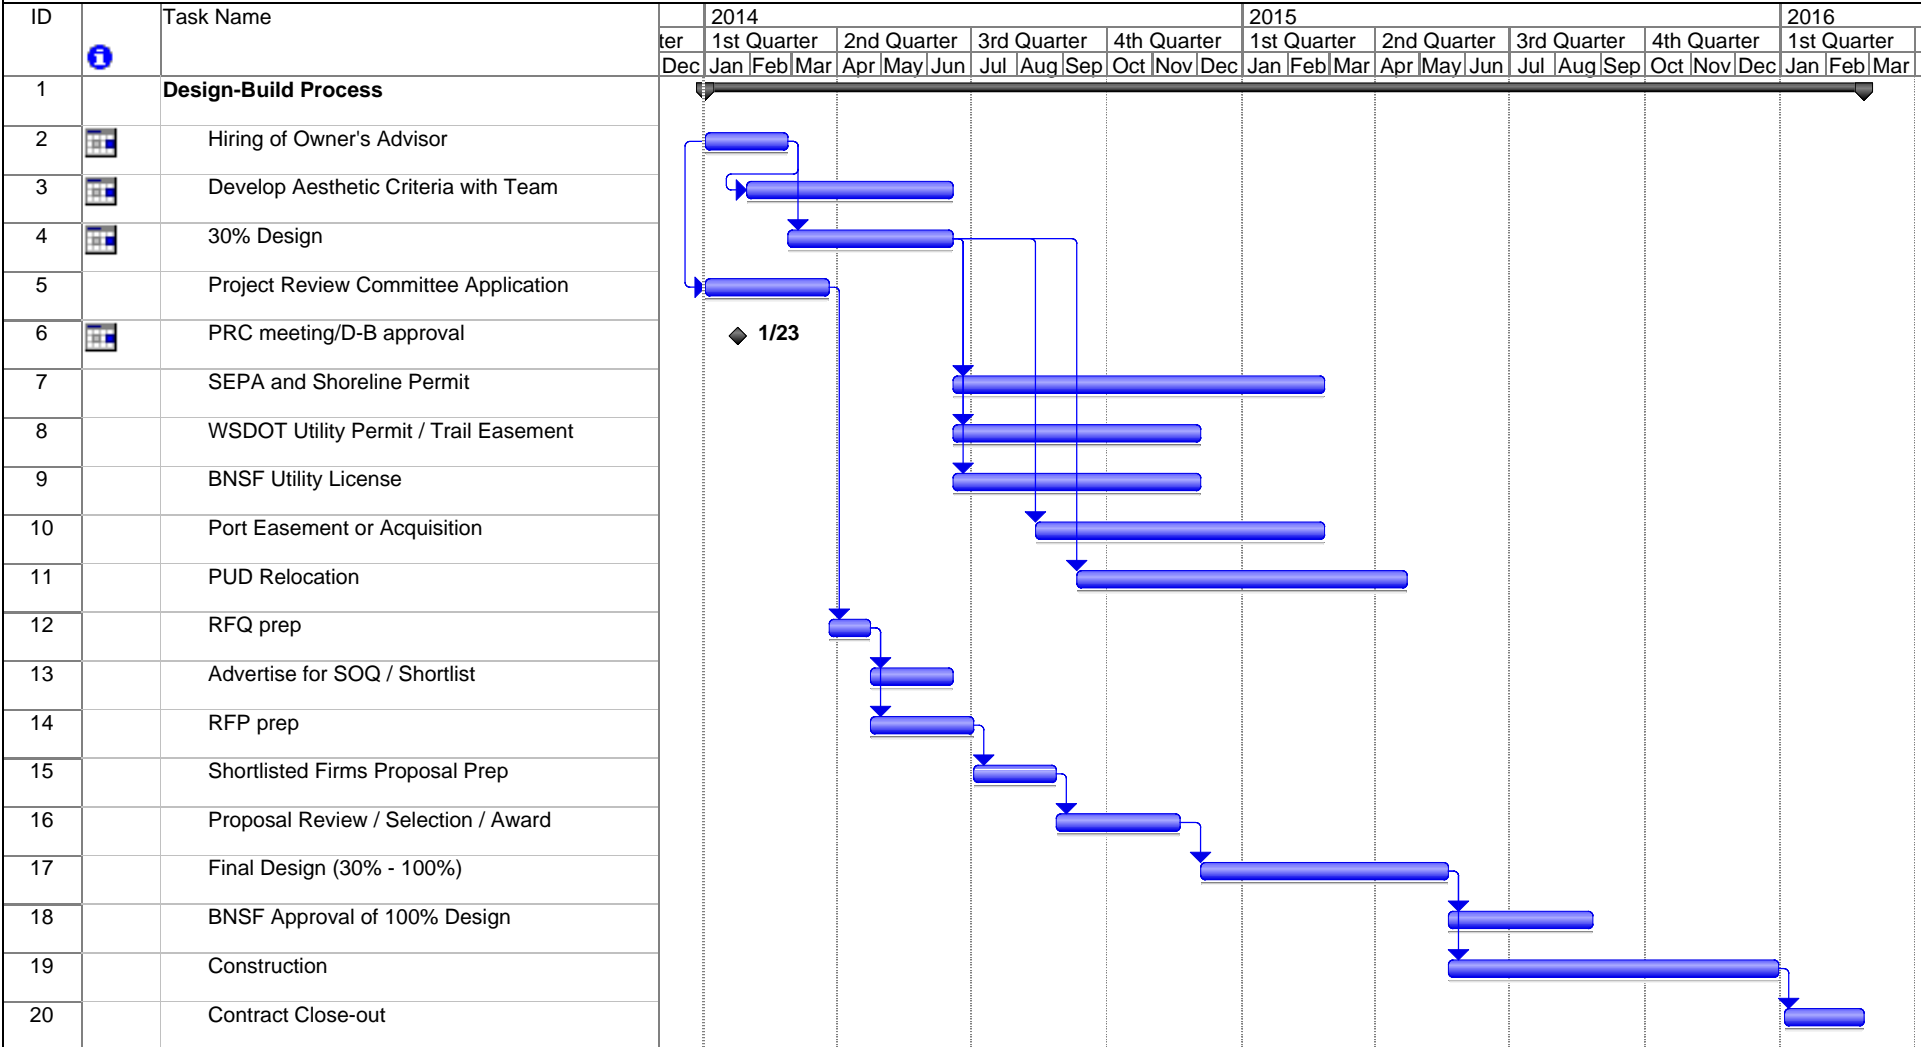 ID Task Name 2014 2015 2016
ter 1st Quarter 2nd Quarter 3rd Quarter 4th Quarter 1st Quarter 2nd Quarter 3rd Quarter 4th Quarter 1st Quarter
Dec Jan Feb Mar Apr May Jun Jul Aug Sep Oct Nov Dec Jan Feb Mar Apr May Jun Jul Aug Sep Oct Nov Dec Jan Feb Mar
1 Design-Build Process
2 Hiring of Owner's Advisor
3 Develop Aesthetic Criteria with Team
4 30% Design
5 Project Review Committee Application
6 PRC meeting/D-B approval 1/23
7 SEPA and Shoreline Permit
8 WSDOT Utility Permit / Trail Easement
9 BNSF Utility License
10 Port Easement or Acquisition
11 PUD Relocation
12 RFQ prep
13 Advertise for SOQ / Shortlist
14 RFP prep
15 Shortlisted Firms Proposal Prep
16 Proposal Review / Selection / Award
17 Final Design (30% - 100%)
18 BNSF Approval of 100% Design
19 Construction
20 Contract Close-out